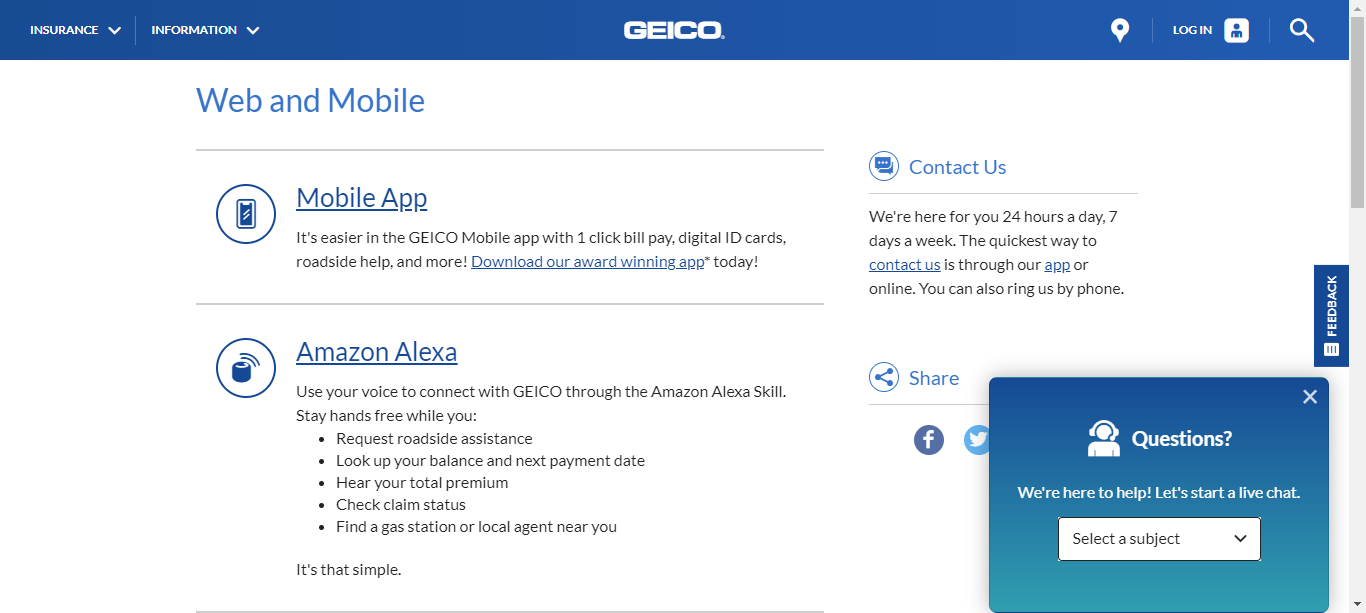 INSURANCE
INFORMATION
GEICO
LOG IN
Web and Mobile
Mobile App
It's easier in the GEICO Mobile app with 1 click bill pay, digital ID cards,
roadside help, and more! Download our award winning app* today!
Amazon Alexa
Use your voice to connect with GEICO through the Amazon Alexa Skill.
Stay hands free while you:
• Request roadside assistance
• Look up your balance and next payment date
• Hear your total premium
• Check claim status
• Find a gas station or local agent near you
It's that simple.
Contact Us
We're here for you 24 hours a day, 7
days a week. The quickest way to
contact us is through our app or
online. You can also ring us by phone.
Share
FEEDBACK
Questions?
We're here to help! Let's start a live chat.
Select a subject